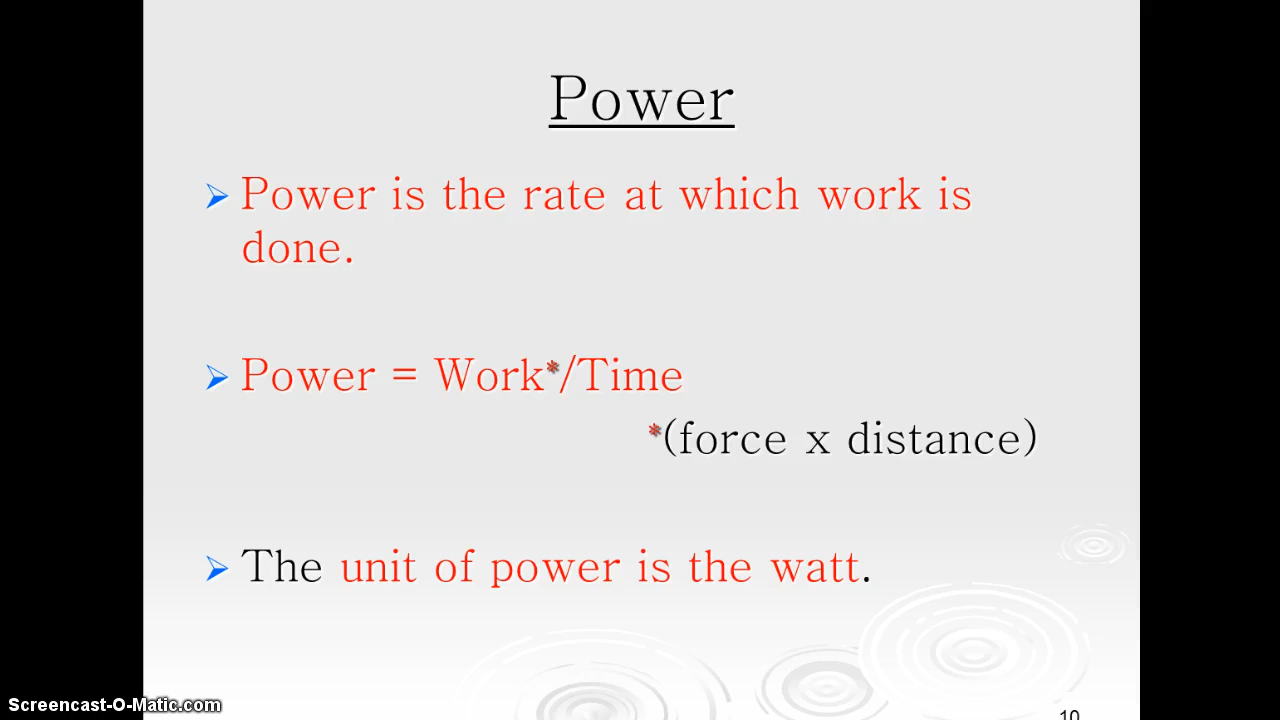 Power
Power is the rate at which work is
done.
Power = Work*/Time
*(force x distance)
The unit of power is the watt.
10
Screencast-O-Matic.com